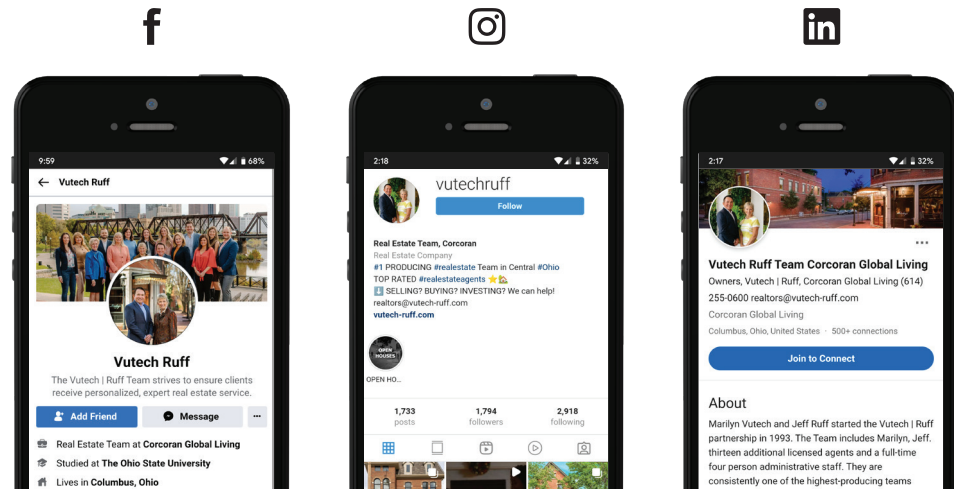 f
in
9:59
68%
Vutech Ruff
Vutech Ruff
The Vutech | Ruff Team strives to ensure clients
receive personalized, expert real estate service.
Add Friend
Message
Real Estate Team at Corcoran Global Living
Studied at The Ohio State University
Lives in Columbus, Ohio
2:18
32%
vutechruff
Follow
Real Estate Team, Corcoran
Real Estate Company
#1 PRODUCING #realestate Team in Central #Ohio
TOP RATED #realestateagents ⭐🏡
⬇️ SELLING? BUYING? INVESTING? We can help!
realtors@vutech-ruff.com
vutech-ruff.com
OPEN
HOUSES
OPEN HO...
1,733 1,794 2,918
posts followers following
2:17
32%
Vutech Ruff Team Corcoran Global Living
Owners, Vutech | Ruff, Corcoran Global Living (614)
255-0600 realtors@vutech-ruff.com
Corcoran Global Living
Columbus, Ohio, United States · 500+ connections
Join to Connect
About
Marilyn Vutech and Jeff Ruff started the Vutech | Ruff
partnership in 1993. The Team includes Marilyn, Jeff.
thirteen additional licensed agents and a full-time
four person administrative staff. They are
consistently one of the highest-producing teams